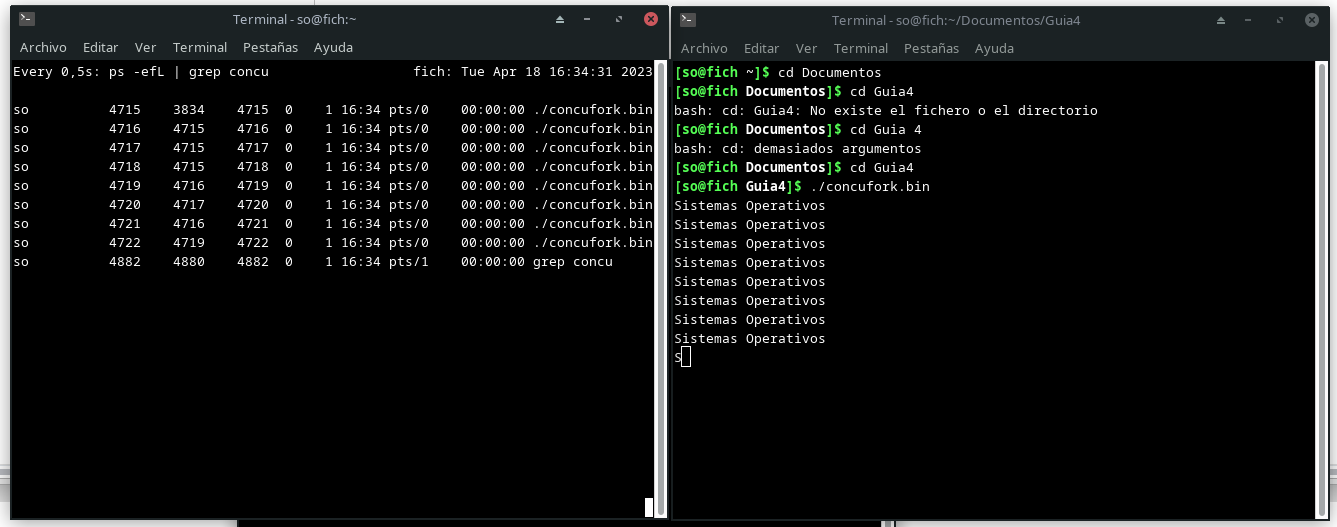 Terminal - so@fich:~
Archivo Editar Ver Terminal Pestañas Ayuda
Every 0,5s: ps -efL | grep concu fich: Tue Apr 18 16:34:31 2023
so 4715 3834 4715 0 1 16:34 pts/0 00:00:00 ./concufork.bin
so 4716 4715 4716 0 1 16:34 pts/0 00:00:00 ./concufork.bin
so 4717 4715 4717 0 1 16:34 pts/0 00:00:00 ./concufork.bin
so 4718 4715 4718 0 1 16:34 pts/0 00:00:00 ./concufork.bin
so 4719 4716 4719 0 1 16:34 pts/0 00:00:00 ./concufork.bin
so 4720 4717 4720 0 1 16:34 pts/0 00:00:00 ./concufork.bin
so 4721 4716 4721 0 1 16:34 pts/0 00:00:00 ./concufork.bin
so 4722 4719 4722 0 1 16:34 pts/0 00:00:00 ./concufork.bin
so 4882 4880 4882 0 1 16:34 pts/1 00:00:00 grep concu
Terminal - so@fich:~/Documentos/Guia4
Archivo Editar Ver Terminal Pestañas Ayuda
[so@fich ~]$ cd Documentos
[so@fich Documentos]$ cd Guia4
bash: cd: Guia4: No existe el fichero o el directorio
[so@fich Documentos]$ cd Guia 4
bash: cd: demasiados argumentos
[so@fich Documentos]$ cd Guia4
[so@fich Guia4]$ ./concufork.bin
Sistemas Operativos
Sistemas Operativos
Sistemas Operativos
Sistemas Operativos
Sistemas Operativos
Sistemas Operativos
Sistemas Operativos
Sistemas Operativos
S